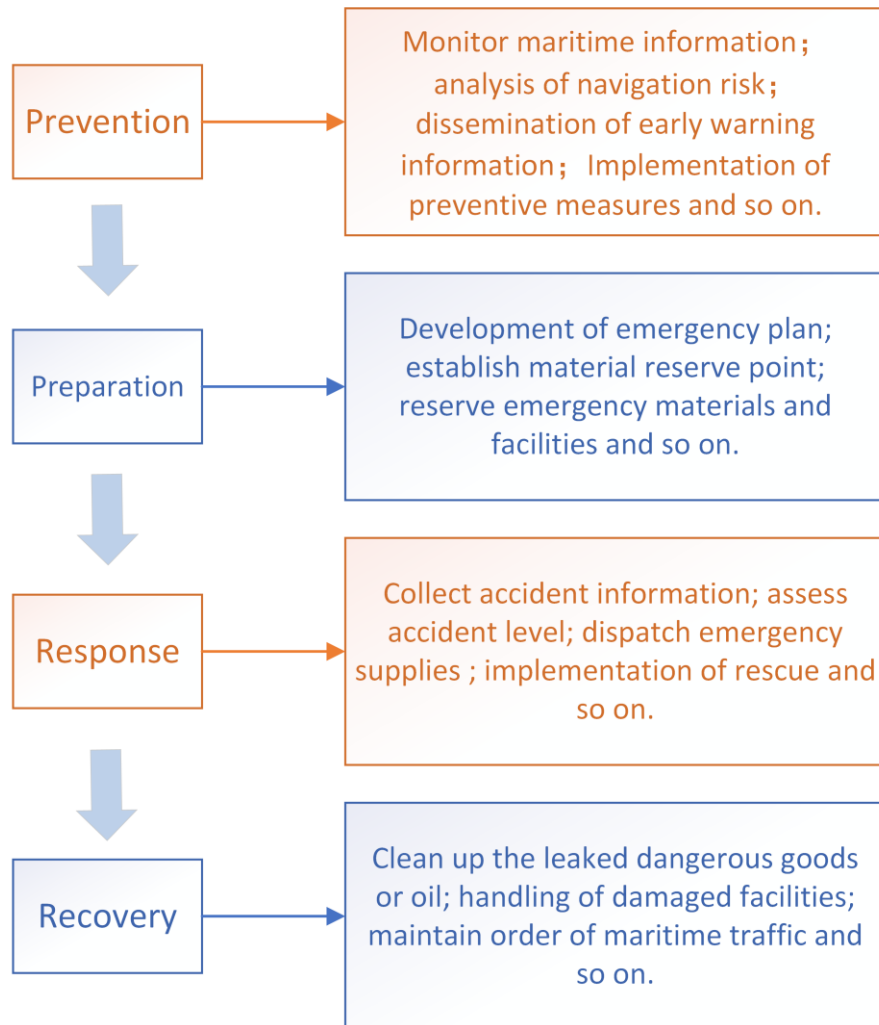 Prevention
Monitor maritime information；
analysis of navigation risk；
dissemination of early warning
information； Implementation of
preventive measures and so on.
Preparation
Development of emergency plan;
establish material reserve point;
reserve emergency materials and
facilities and so on.
Response
Collect accident information; assess
accident level; dispatch emergency
supplies ; implementation of rescue and
so on.
Recovery
Clean up the leaked dangerous goods
or oil; handling of damaged facilities;
maintain order of maritime traffic and
so on.